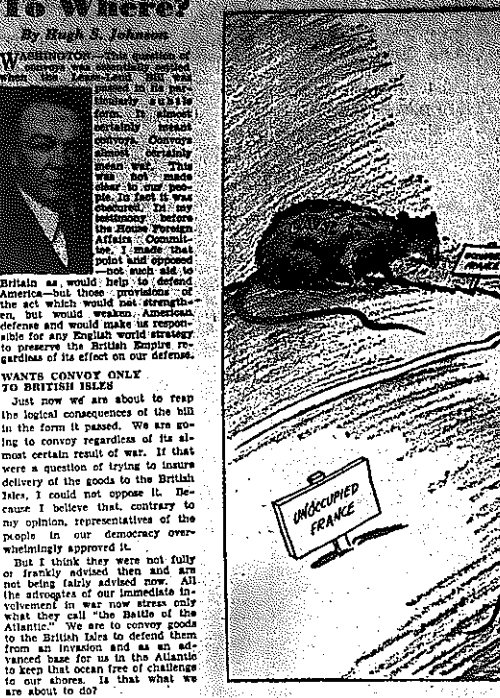 To Where?
By Hugh S. Johnson
WASHINGTON—This question of
convoys was essentially settled
when the Lease-Lend Bill was
passed in its par-
ticularly subtle
form. It almost
certainly meant
convoys. Convoys
almost certainly
mean war. This
was not made
clear to our peo-
ple. In fact it was
obscured. In my
testimony before
the House Foreign
Affairs Commit-
tee, I made that
point and opposed
—not such aid to
Britain as would help to defend
America—but those provisions of
the act which would not strength-
en, but would weaken, American
defense and would make us respon-
sible for any English world strategy
to preserve the British Empire re-
gardless of its effect on our defense.
WANTS CONVOY ONLY
TO BRITISH ISLES
Just now we are about to reap
the logical consequences of the bill
in the form it passed. We are go-
ing to convoy regardless of its al-
most certain result of war. If that
were a question of trying to insure
delivery of the goods to the British
Isles, I could not oppose it. Be-
cause I believe that, contrary to
my opinion, representatives of the
people in our democracy over-
whelmingly approved it.
But I think they were not fully
or frankly advised then and are
not being fairly advised now. All
the advocates of our immediate in-
volvement in war now stress only
what they call "the Battle of the
Atlantic." We are to convoy goods
to the British Isles to defend them
from an invasion and as an ad-
vanced base for us in the Atlantic
to keep that ocean free of challenge
to our shores. Is that what we
are about to do?
FRANCE
UNOCCUPIED
FRANCE